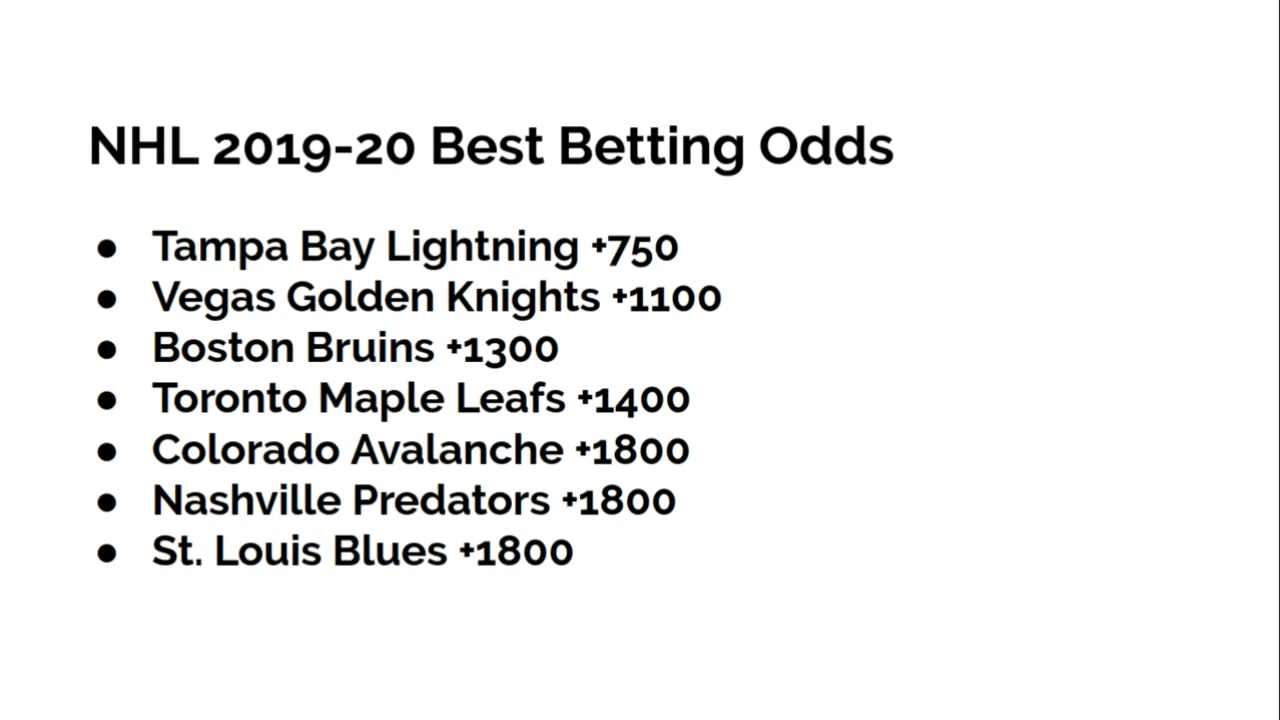 NHL 2019-20 Best Betting Odds
● Tampa Bay Lightning +750
● Vegas Golden Knights +1100
● Boston Bruins +1300
● Toronto Maple Leafs +1400
● Colorado Avalanche +1800
● Nashville Predators +1800
● St. Louis Blues +1800